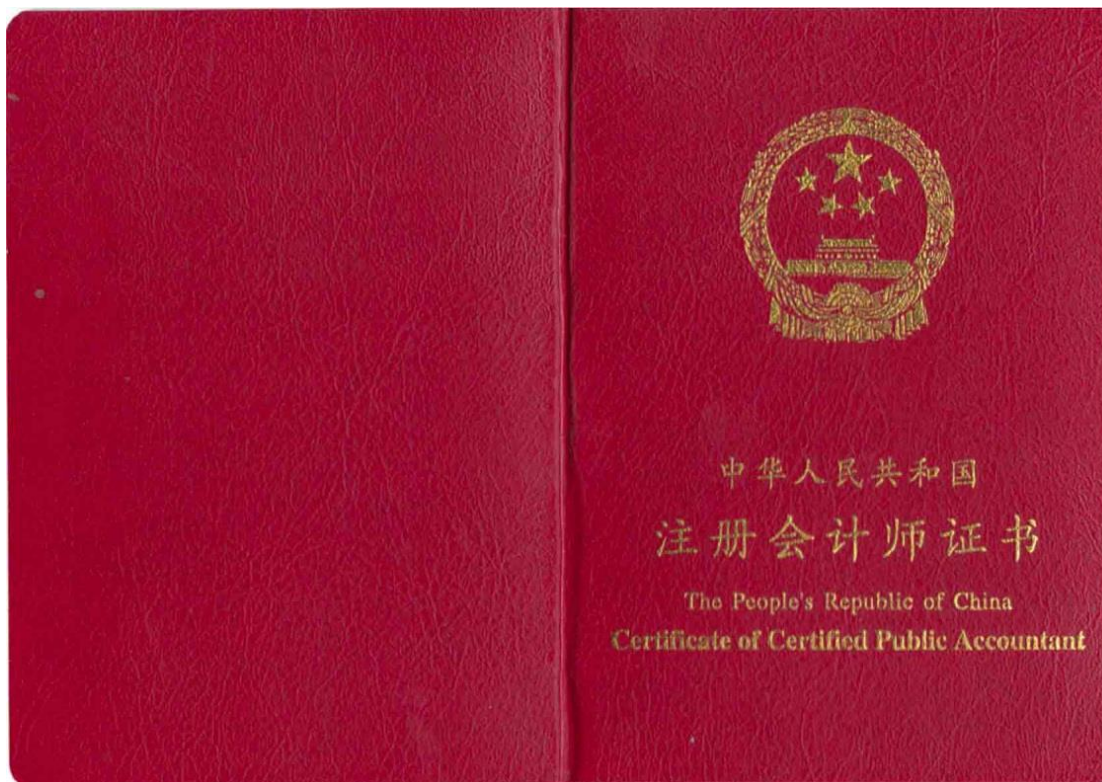 中华人民共和国
注册会计师证书
The People's Republic of China
Certificate of Certified Public Accountant